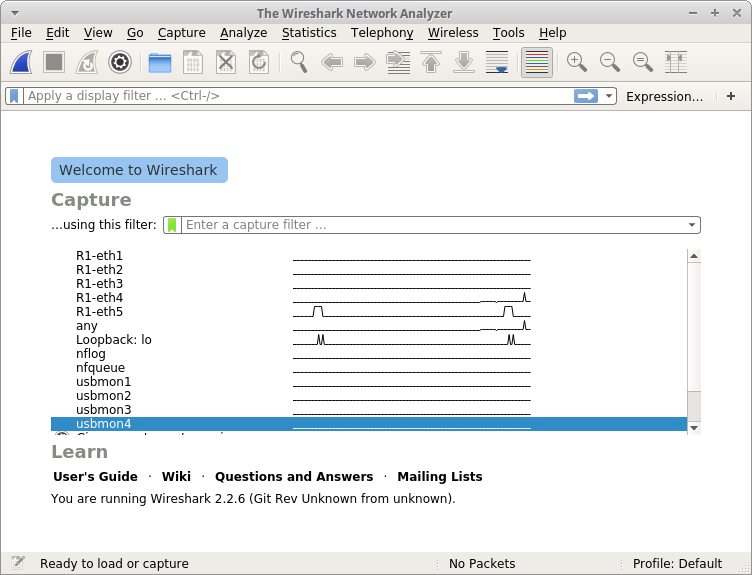 The Wireshark Network Analyzer
File Edit View Go Capture Analyze Statistics Telephony Wireless Tools Help
Apply a display filter … <Ctrl-/> Expression… +
Welcome to Wireshark
Capture
…using this filter: Enter a capture filter …
R1-eth1
R1-eth2
R1-eth3
R1-eth4
R1-eth5
any
Loopback: lo
nflog
nfqueue
usbmon1
usbmon2
usbmon3
usbmon4
Learn
User's Guide · Wiki · Questions and Answers · Mailing Lists
You are running Wireshark 2.2.6 (Git Rev Unknown from unknown).
Ready to load or capture No Packets Profile: Default